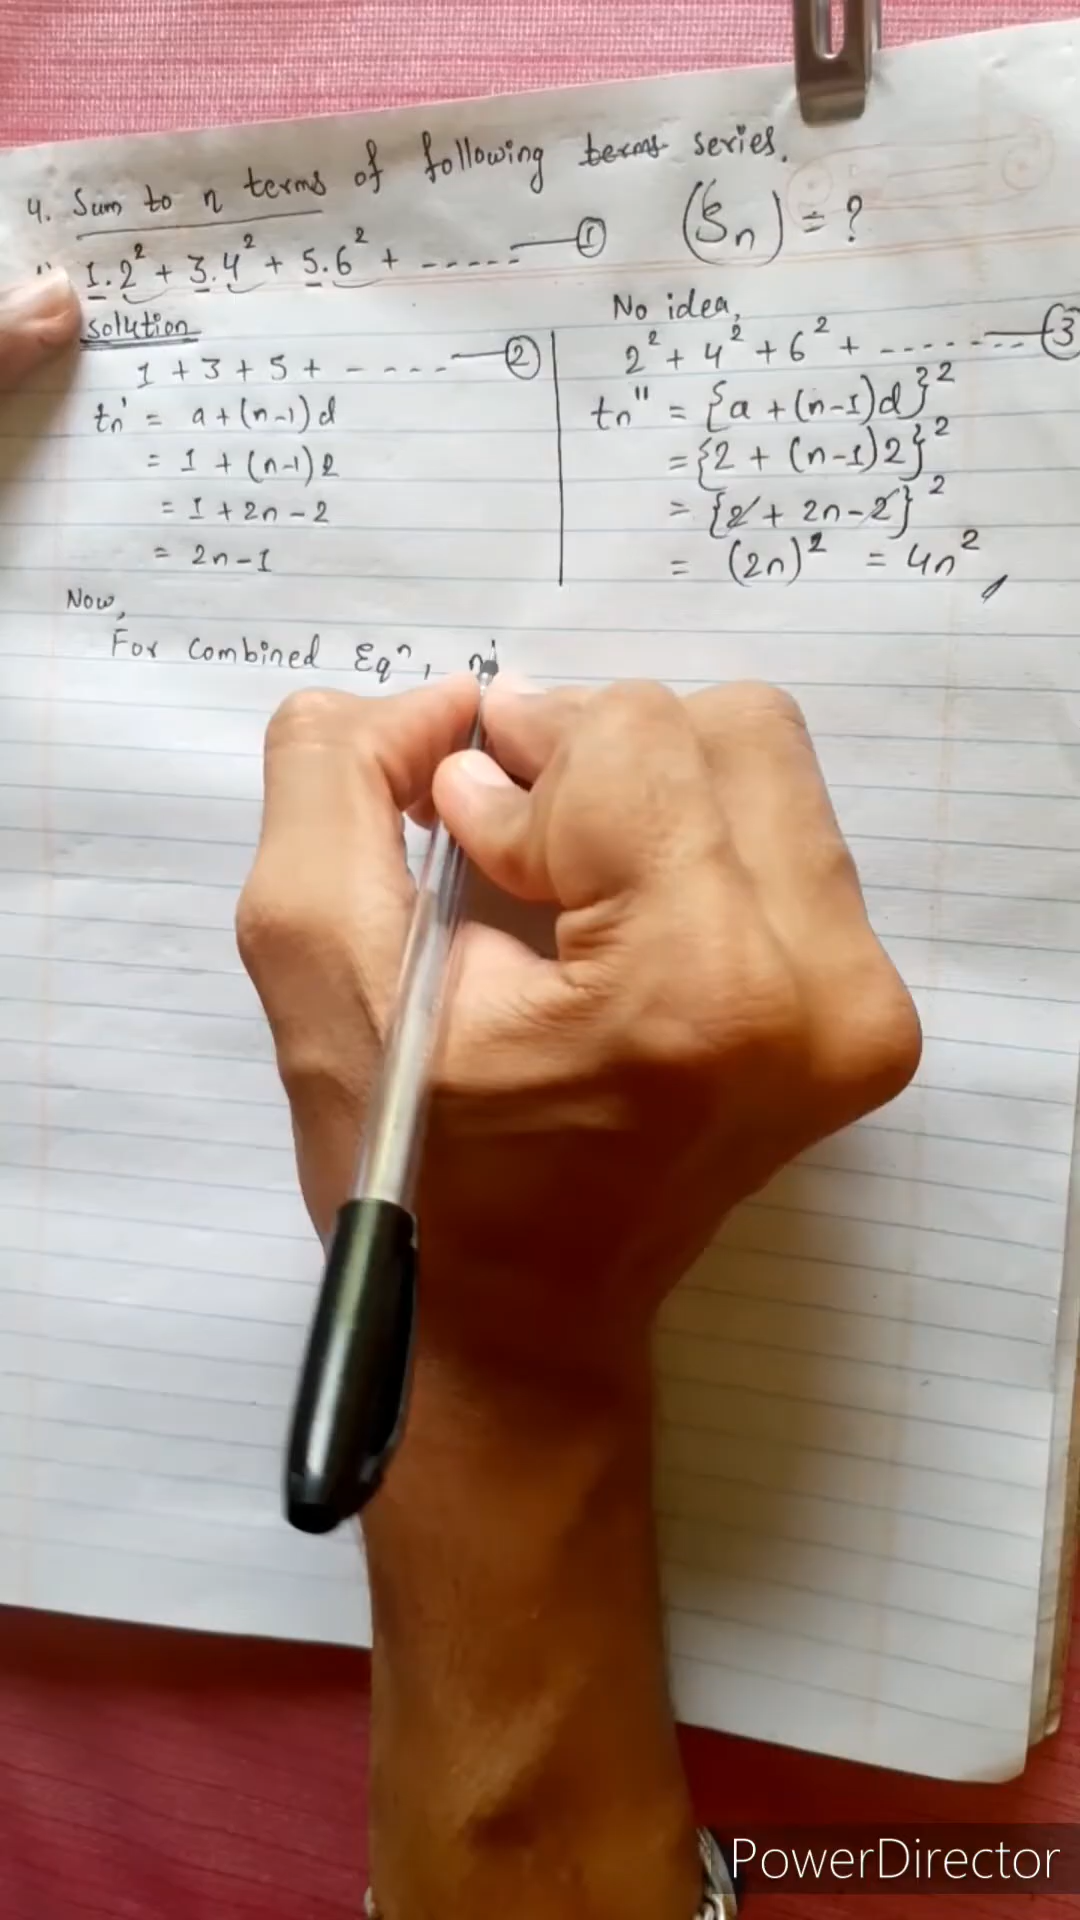 4. Sum to n terms of following terms series.
1.2² + 3.4² + 5.6² + ------ ①
(Sₙ) = ?
solution
1 + 3 + 5 + ----- ②
tn' = a + (n-1)d
= 1 + (n-1)2
= 1 + 2n - 2
= 2n - 1
No idea,
2² + 4² + 6² + ------- ③
tn'' = {a + (n-1)d}²
= {2 + (n-1)2}²
= {2 + 2n - 2}²
= (2n)² = 4n²
Now,
For combined Eqⁿ,
PowerDirector